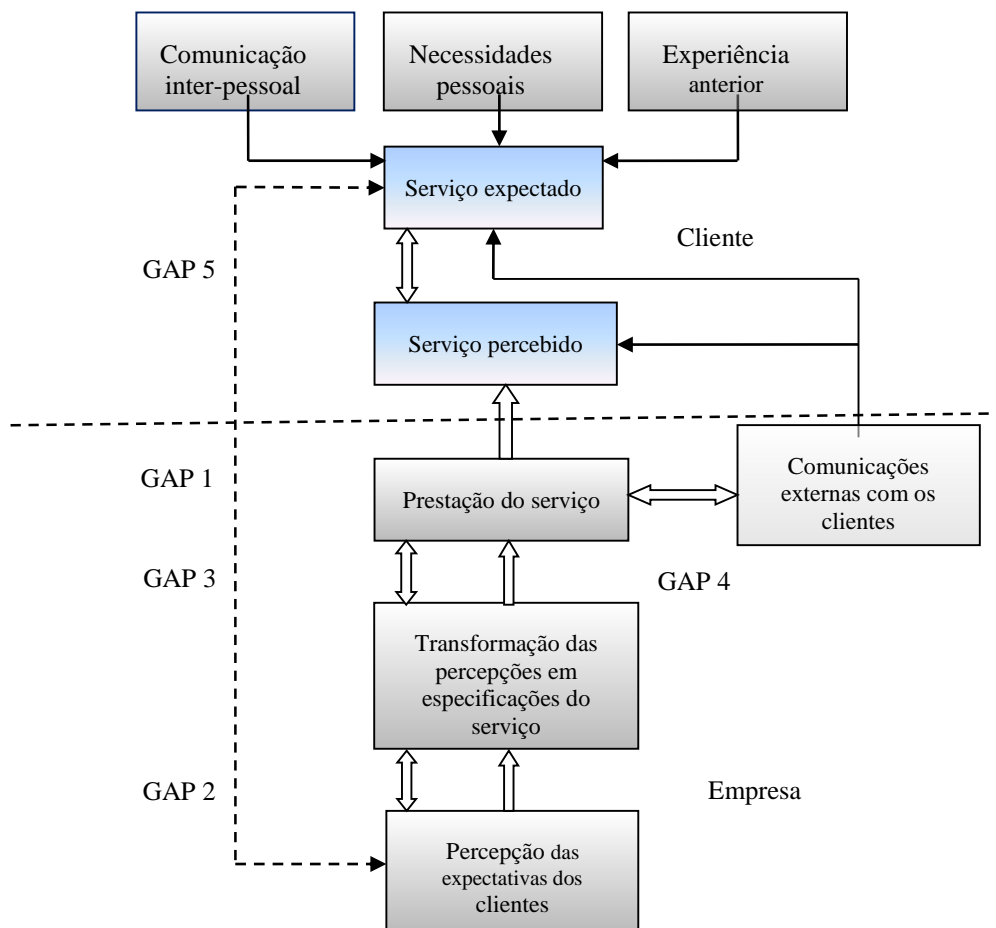 Comunicação
inter-pessoal
Necessidades
pessoais
Experiência
anterior
Serviço expectado
Cliente
GAP 5
Serviço percebido
GAP 1
Prestação do serviço
Comunicações
externas com os
clientes
GAP 3
GAP 4
Transformação das
percepções em
especificações do
serviço
GAP 2
Empresa
Percepção das
expectativas dos
clientes